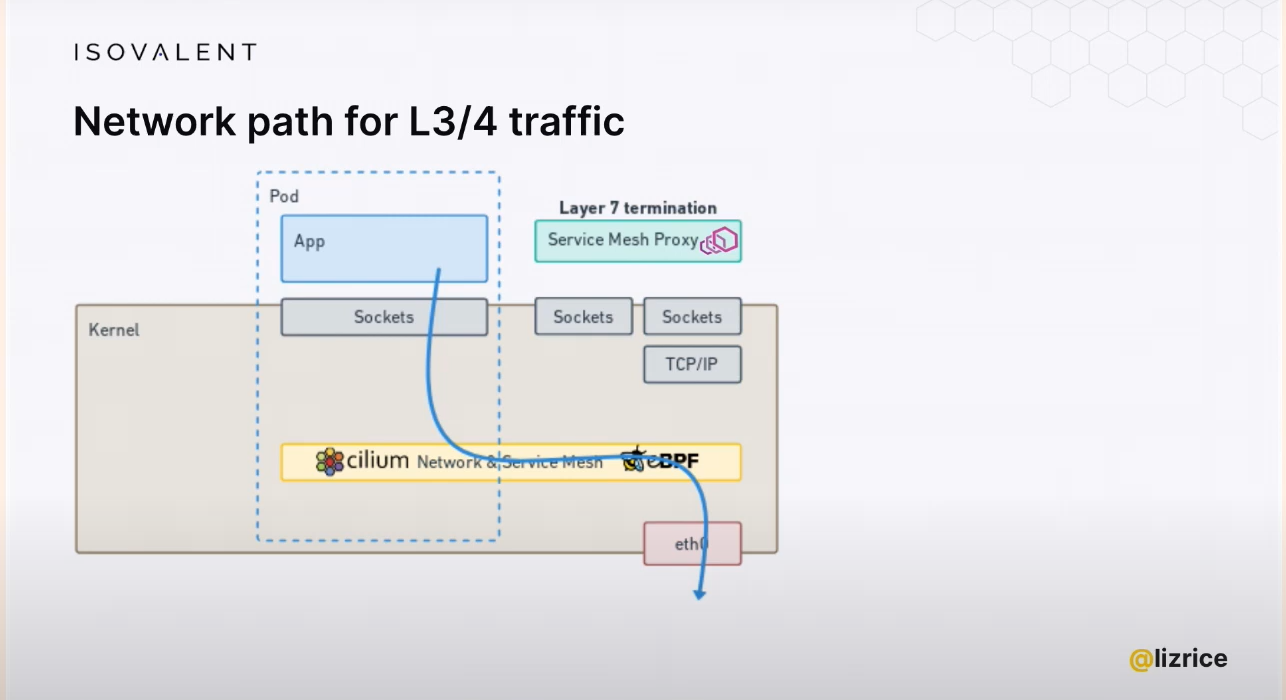 ISOVALENT
Network path for L3/4 traffic
Pod
App
Layer 7 termination
Service Mesh Proxy
Kernel
Sockets
Sockets
Sockets
TCP/IP
cilium Network & Service Mesh eBPF
eth0
@lizrice